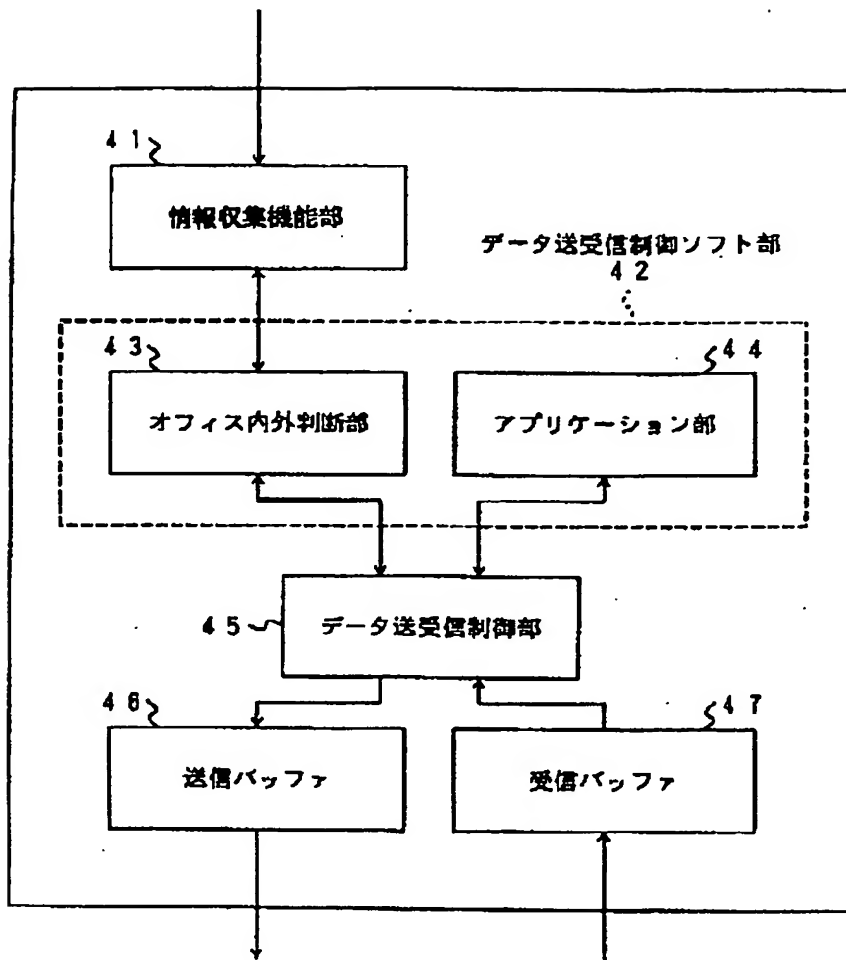 41
情報収集機能部
データ送受信制御ソフト部
42
43
44
オフィス内外判断部
アプリケーション部
45
データ送受信制御部
46
47
送信バッファ
受信バッファ